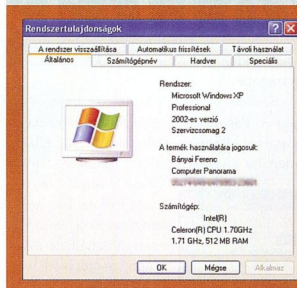 Rendszertulajdonságok
A rendszer visszaállítása Automatikus frissítések Távoli használat
Általános Számítógépnév Hardver Speciális
Rendszer:
Microsoft Windows XP
Professional
2002-es verzió
Szervizcsomag 2
A termék használatára jogosult:
Bányai Ferenc
Computer Panorama
Számítógép:
Intel(R)
Celeron(R) CPU 1.70GHz
1.71 GHz, 512 MB RAM
OK Mégse Alkalmaz